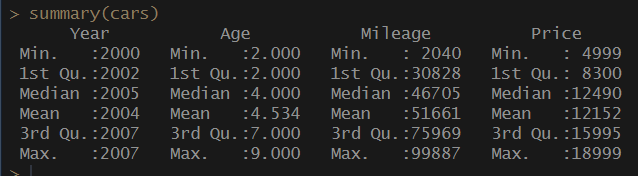 > summary(cars)
      Year           Age           Mileage          Price
 Min.   :2000   Min.   :2.000   Min.   : 2040   Min.   : 4999
 1st Qu.:2002   1st Qu.:2.000   1st Qu.:30828   1st Qu.: 8300
 Median :2005   Median :4.000   Median :46705   Median :12490
 Mean   :2004   Mean   :4.534   Mean   :51661   Mean   :12152
 3rd Qu.:2007   3rd Qu.:7.000   3rd Qu.:75969   3rd Qu.:15995
 Max.   :2007   Max.   :9.000   Max.   :99887   Max.   :18999
>